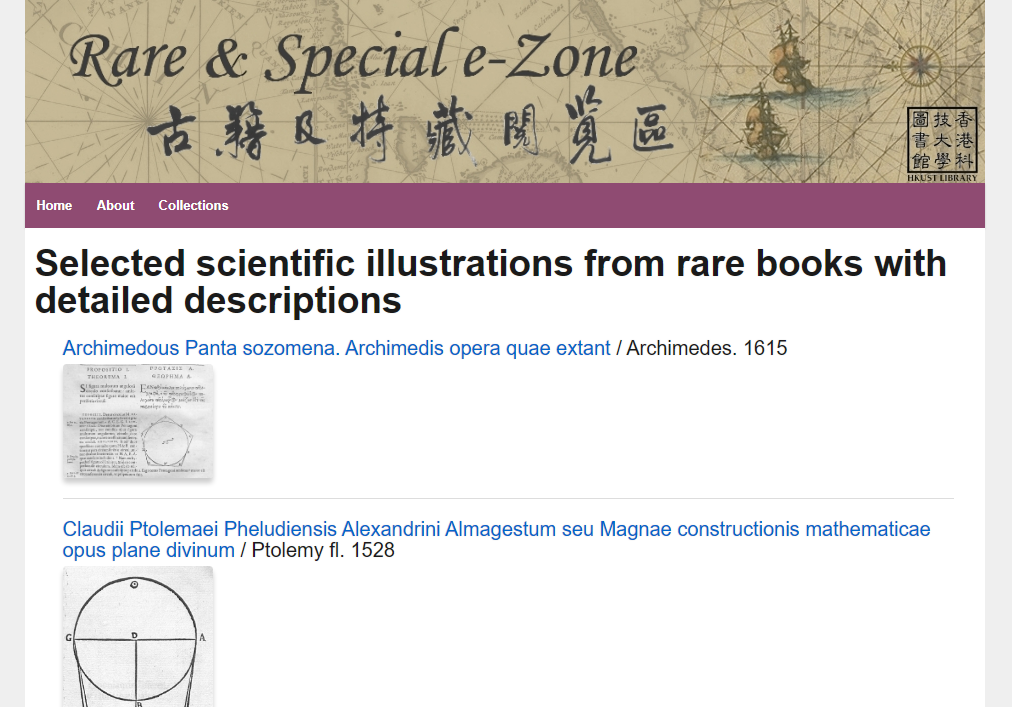 Rare & Special e-Zone
古籍及特藏閱覽區
香港科
技大學
圖書館
HKUST LIBRARY
Home About Collections
Selected scientific illustrations from rare books with
detailed descriptions
Archimedous Panta sozomena. Archimedis opera quae extant / Archimedes. 1615
PROPOSITIO I.
THEOREMA I.
Claudii Ptolemaei Pheludiensis Alexandrini Almagestum seu Magnae constructionis mathematicae
opus plane divinum / Ptolemy fl. 1528
G D A
B